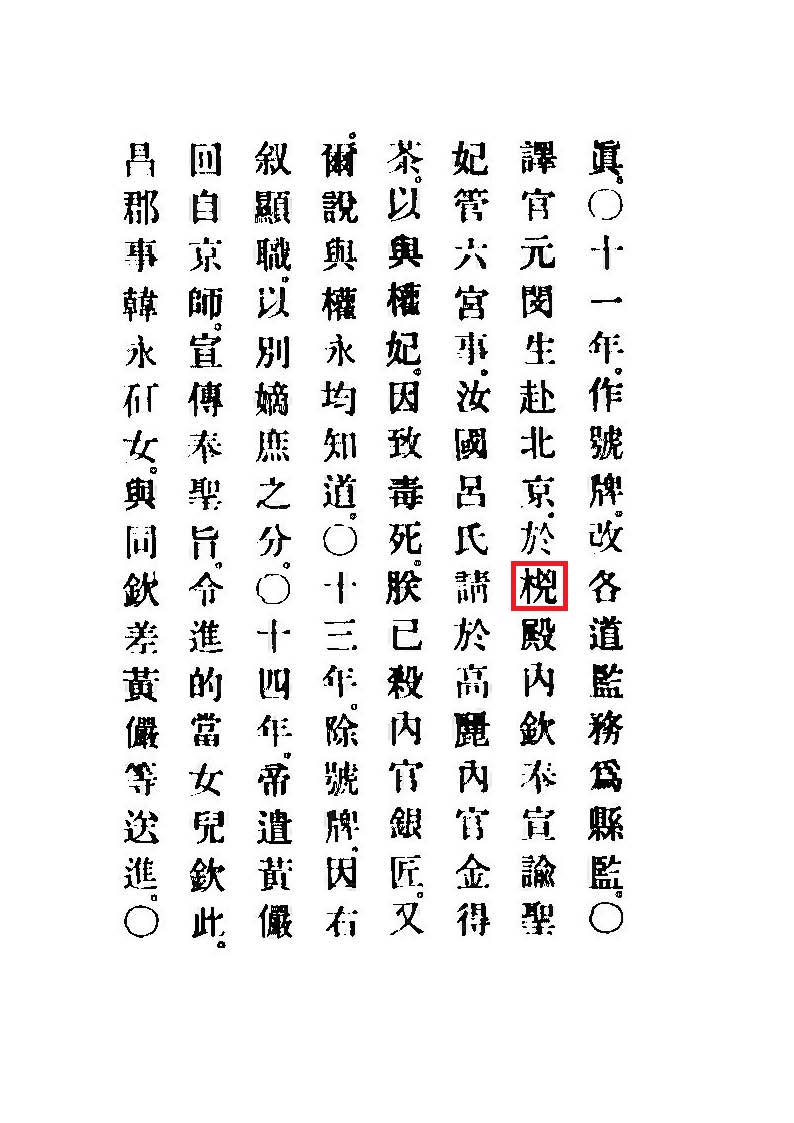 眞。〇十一年。作號牌。改各道監務爲縣監。〇
譯官元閔生赴北京。於棿殿內欽奉宣諭聖
妃管六宮事。汝國呂氏請於高麗內官金得
茶。以與權妃。因致毒死。朕已殺內官銀匠。又
爾。說與權永均知道。〇十三年。除號牌。因右
叙顯職。以別嫡庶之分。〇十四年。帝遣黃儼
回自京師。宣傳奉聖旨。令進的當女兒欽此。
昌郡事韓永矴女。與同欽差黃儼等送進。〇